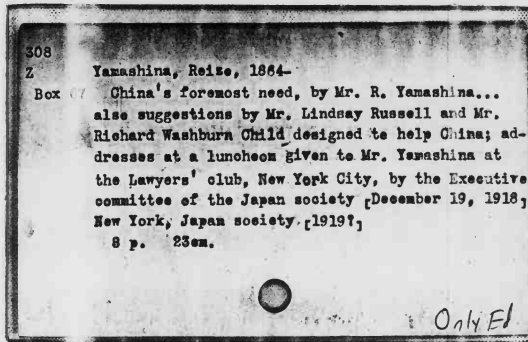 308
Z Yamashina, Reize, 1864-
Box China's foremost need, by Mr. R. Yamashina...
also suggestions by Mr. Lindsay Russell and Mr.
Richard Washburn Child designed to help China; ad-
dresses at a luncheon given to Mr. Yamashina at
the Lawyers' club, New York City, by the Executive
committee of the Japan society [December 19, 1918]
New York, Japan society [1919?]
8 p. 23cm.
Only Ed